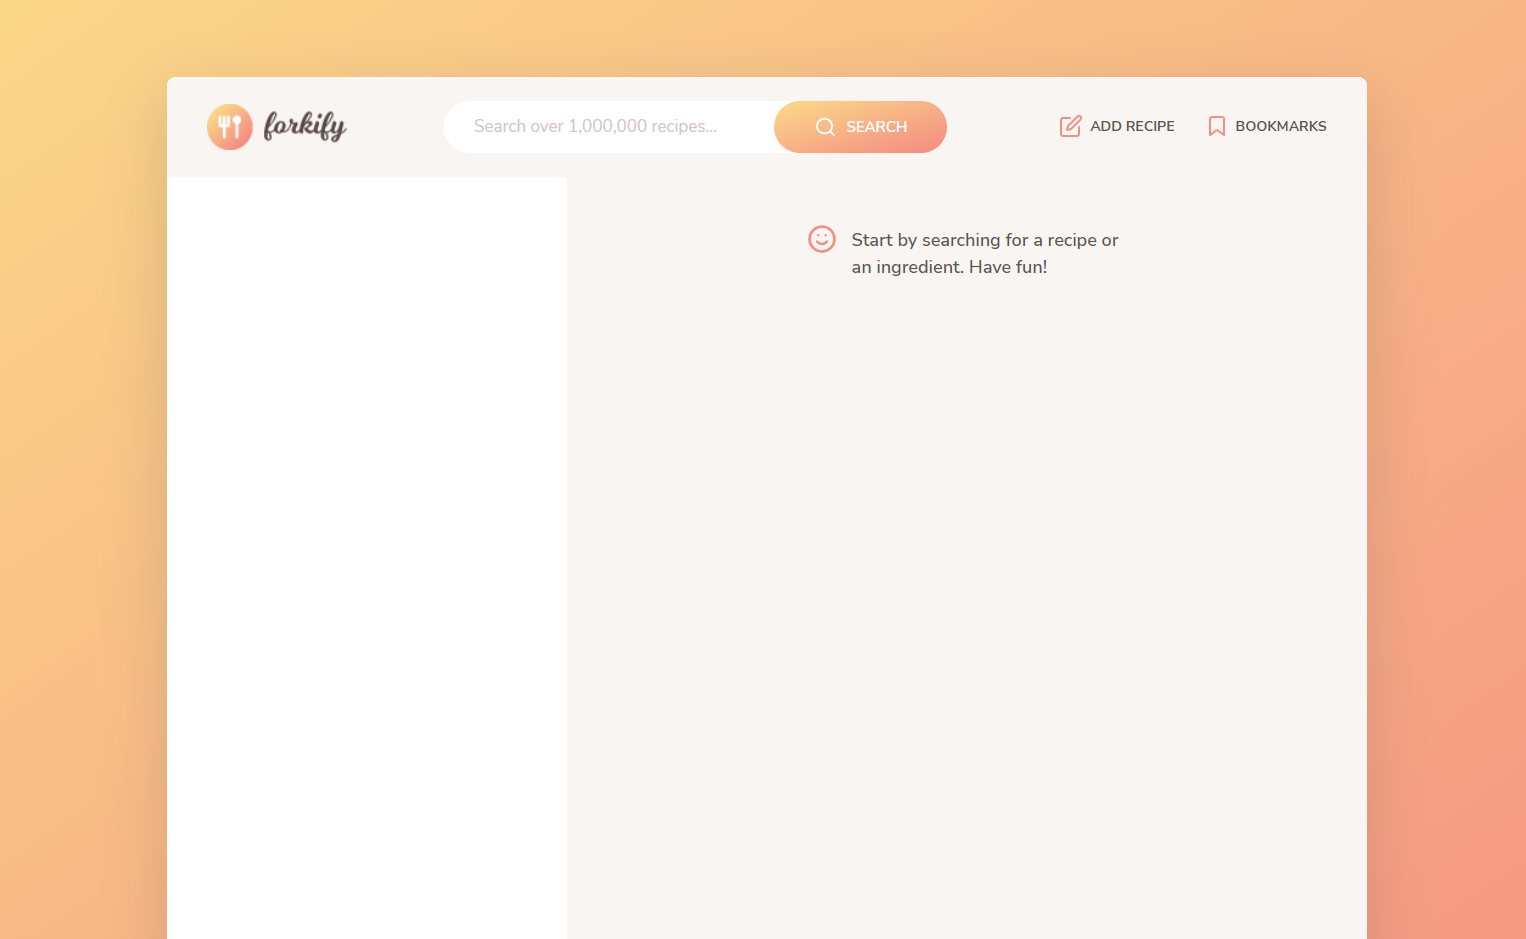 forkify
Search over 1,000,000 recipes...
SEARCH
ADD RECIPE
BOOKMARKS
Start by searching for a recipe or
an ingredient. Have fun!